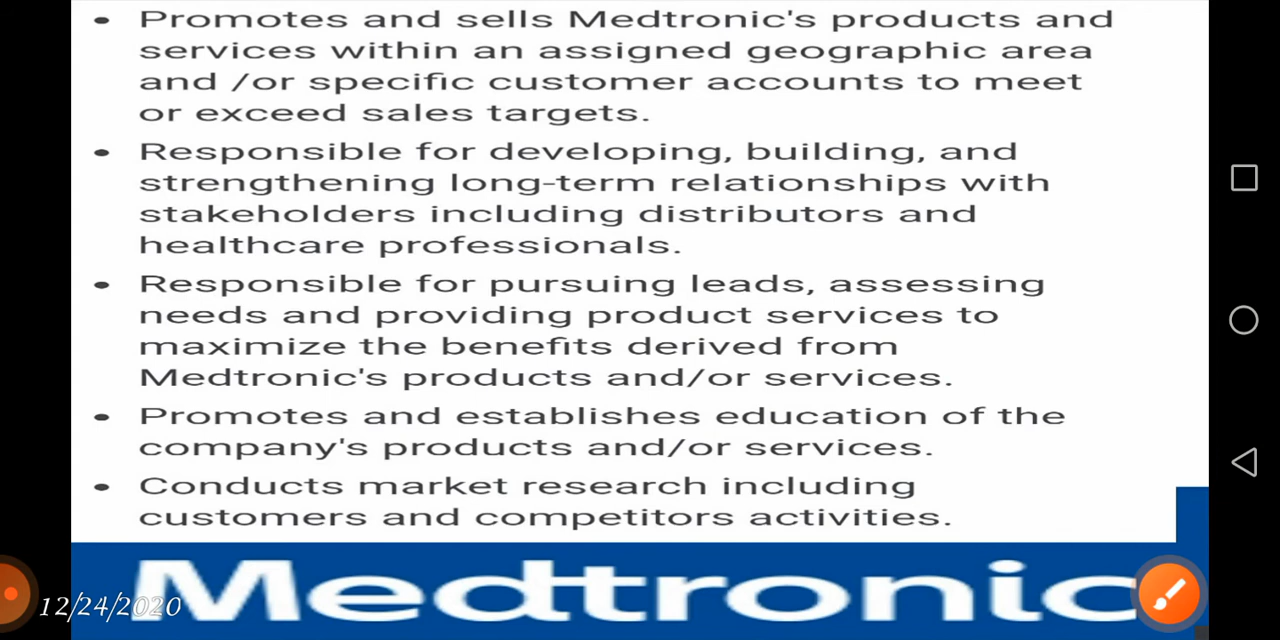 • Promotes and sells Medtronic's products and
services within an assigned geographic area
and /or specific customer accounts to meet
or exceed sales targets.
• Responsible for developing, building, and
strengthening long-term relationships with
stakeholders including distributors and
healthcare professionals.
• Responsible for pursuing leads, assessing
needs and providing product services to
maximize the benefits derived from
Medtronic's products and/or services.
• Promotes and establishes education of the
company's products and/or services.
• Conducts market research including
customers and competitors activities.
Medtronic
12/24/2020